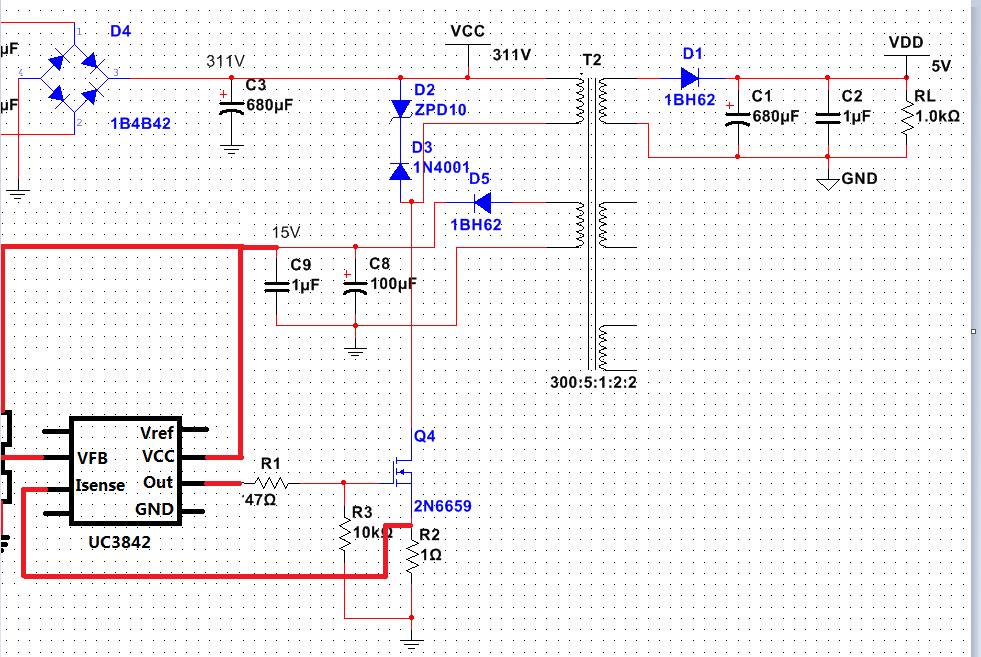 VCC
D4
311V
T2
D1
VDD
5V
1
µF
311V
4
3
C3
680µF
D2
ZPD10
1BH62
C1
680µF
C2
1µF
RL
1.0kΩ
µF
2
1B4B42
D3
1N4001
D5
GND
1BH62
15V
C9
1µF
C8
100µF
300:5:1:2:2
Vref
VFB
VCC
Isense
Out
GND
UC3842
R1
47Ω
Q4
2N6659
R3
10kΩ
R2
1Ω